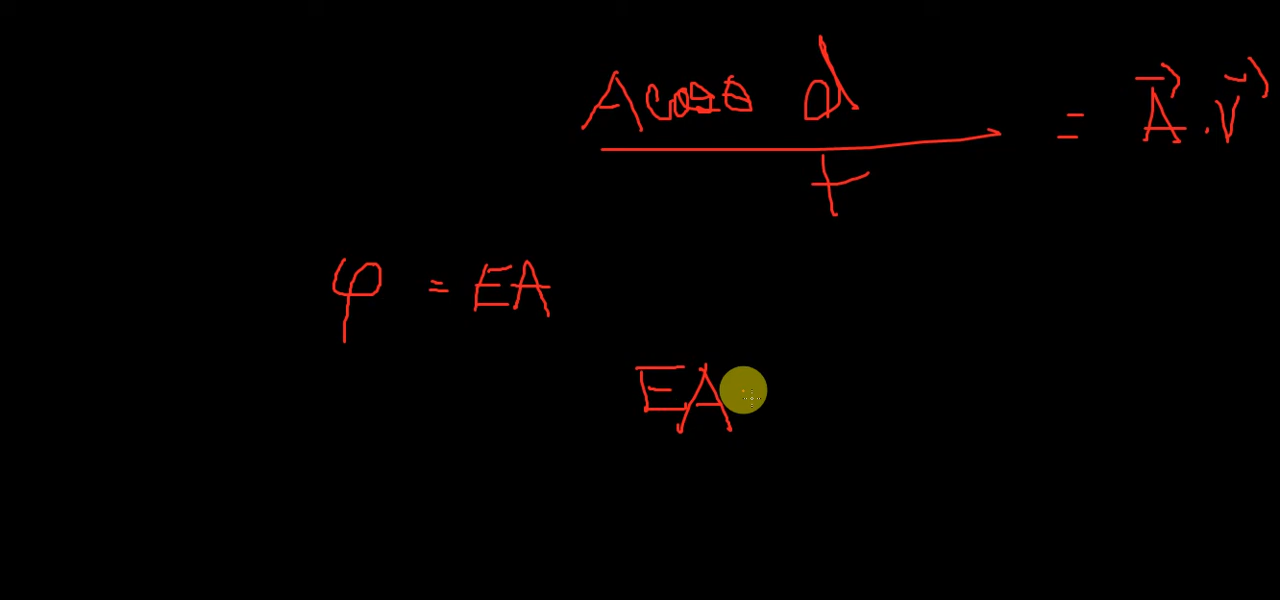 A cos θ d / t = A⃗ . V⃗
φ = EA
EA